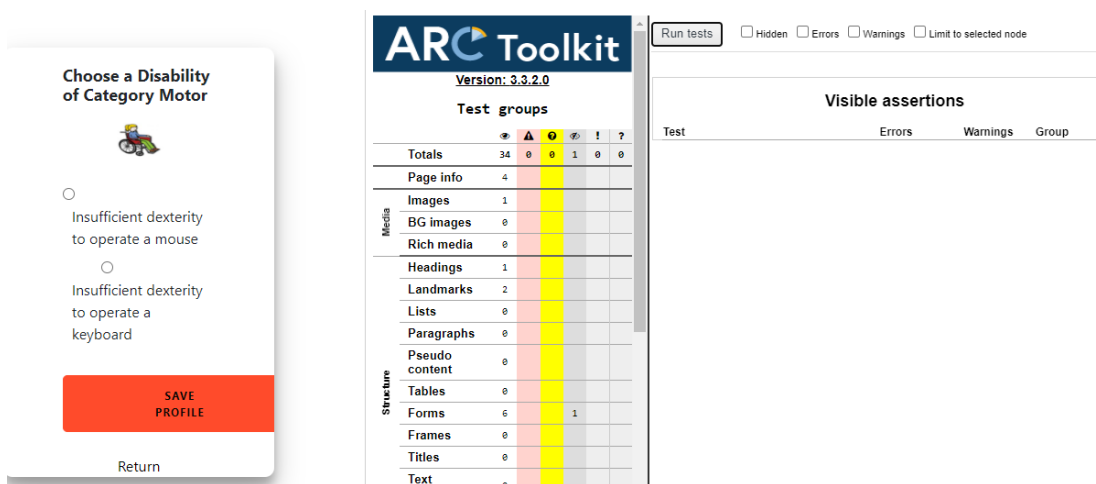 Choose a Disability
of Category Motor
Insufficient dexterity
to operate a mouse
Insufficient dexterity
to operate a
keyboard
SAVE
PROFILE
Return
ARC Toolkit
Version: 3.3.2.0
Test groups
! ?
Totals 34 0 0 1 0 0
Page info 4
Media
Images 1
BG images 0
Rich media 0
Structure
Headings 1
Landmarks 2
Lists 0
Paragraphs 0
Pseudo
content 0
Tables 0
Forms 6 1
Frames 0
Titles 0
Text
Run tests Hidden Errors Warnings Limit to selected node
Visible assertions
Test Errors Warnings Group